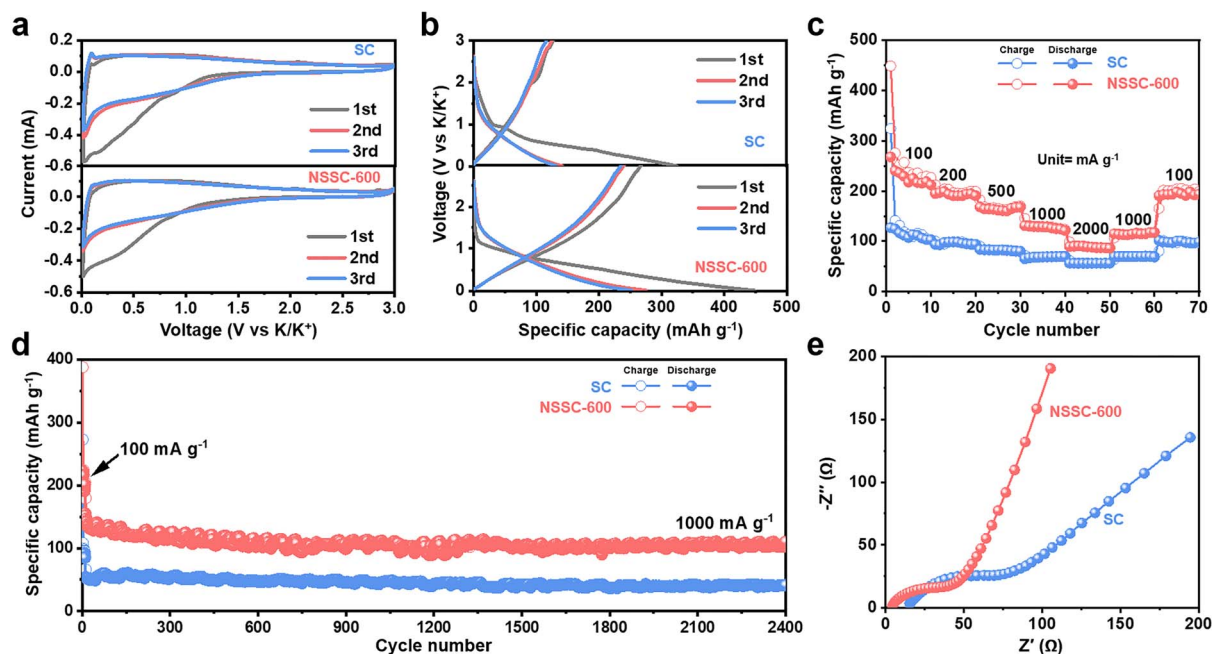 a
0.2
0.0
-0.2
-0.4
-0.6
SC
1st
2nd
3rd
0.0
-0.2
-0.4
-0.6
NSSC-600
1st
2nd
3rd
0.0 0.5 1.0 1.5 2.0 2.5 3.0
Current (mA)
Voltage (V vs K/K⁺)
b
3
2
1
0
1st
2nd
3rd
SC
2
1
0
1st
2nd
3rd
NSSC-600
0 100 200 300 400 500
Voltage (V vs K/K⁺)
Specific capacity (mAh g⁻¹)
c
500
400
300
200
100
0
Charge Discharge
SC
NSSC-600
Unit= mA g⁻¹
100
200
500
1000
2000
1000
100
0 10 20 30 40 50 60 70
Specific capacity (mAh g⁻¹)
Cycle number
d
400
300
200
100
0
Charge Discharge
SC
NSSC-600
100 mA g⁻¹
1000 mA g⁻¹
0 300 600 900 1200 1500 1800 2100 2400
Specific capacity (mAh g⁻¹)
Cycle number
e
200
150
100
50
0
NSSC-600
SC
0 50 100 150 200
-Z″ (Ω)
Z′ (Ω)